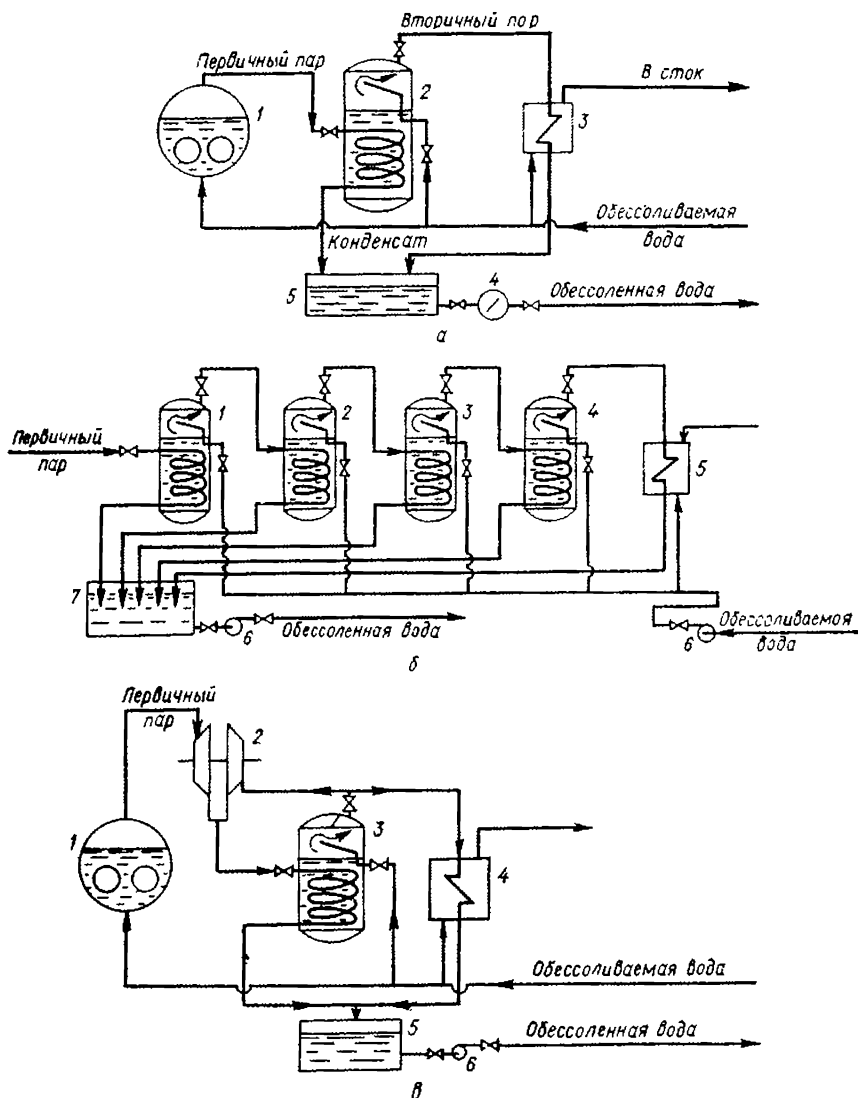 Вторичный пар
Первичный пар
В сток
1
2
3
Обессоливаемая
вода
Конденсат
4
5
Обессоленная вода
а
1
2
3
4
Первичный
пар
5
7
6
Обессоленная вода
6
Обессоливаемая
вода
б
Первичный
пар
2
1
3
4
Обессоливаемая вода
5
6
Обессоленная вода
в